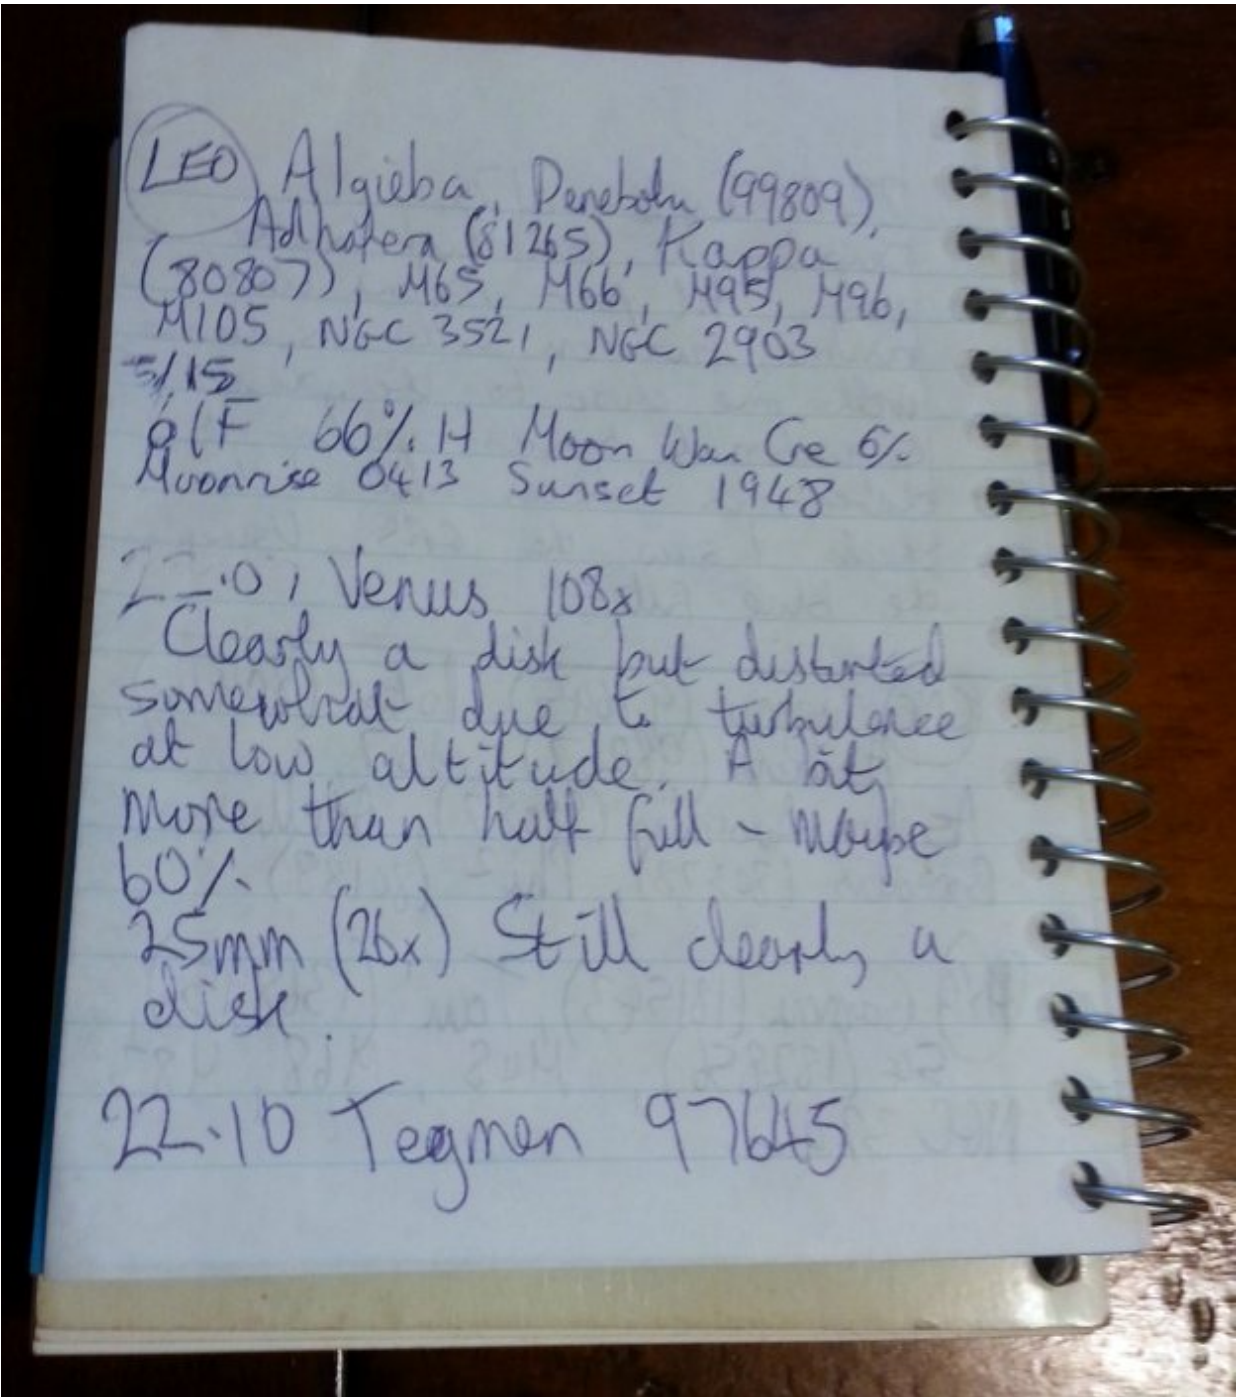 LEO Algieba, Denebola (99809),
Adhafera (81265), Kappa
(80807), M65, M66, M95, M96,
M105, NGC 3521, NGC 2903
5/15
61F 66% H Moon Wan Cre 6%
Moonrise 0413 Sunset 1948
22.01 Venus 108x
Clearly a disk but distorted
somewhat due to turbulence
at low altitude. A bit
more than half full - Maybe
60%.
25mm (26x) Still clearly a
disk.
22.10 Tegmen 97645